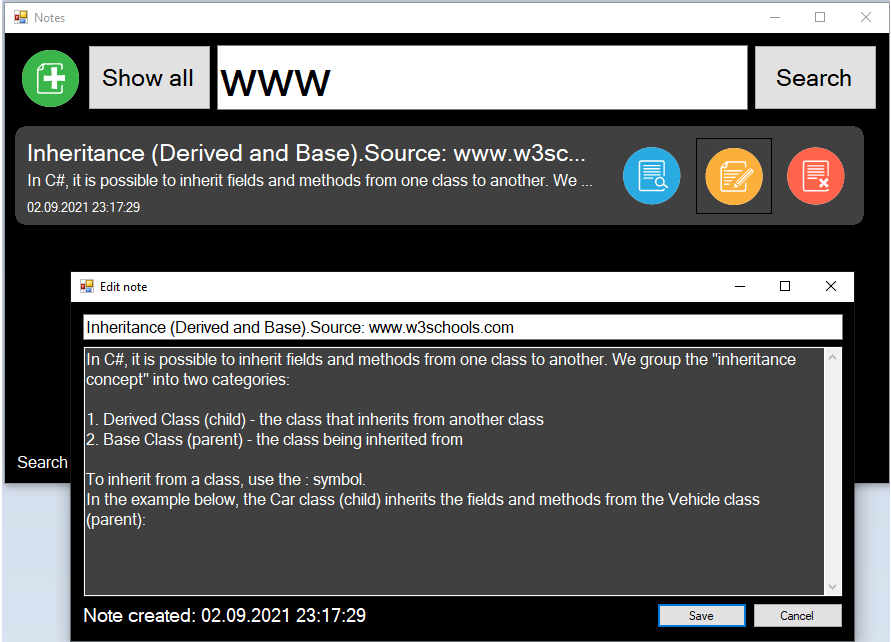 Notes
Show all
www
Search
Inheritance (Derived and Base).Source: www.w3sc...
In C#, it is possible to inherit fields and methods from one class to another. We ...
02.09.2021 23:17:29
Edit note
Inheritance (Derived and Base).Source: www.w3schools.com
In C#, it is possible to inherit fields and methods from one class to another. We group the "inheritance
concept" into two categories:
1. Derived Class (child) - the class that inherits from another class
2. Base Class (parent) - the class being inherited from
To inherit from a class, use the : symbol.
In the example below, the Car class (child) inherits the fields and methods from the Vehicle class
(parent):
Search
Note created: 02.09.2021 23:17:29
Save
Cancel